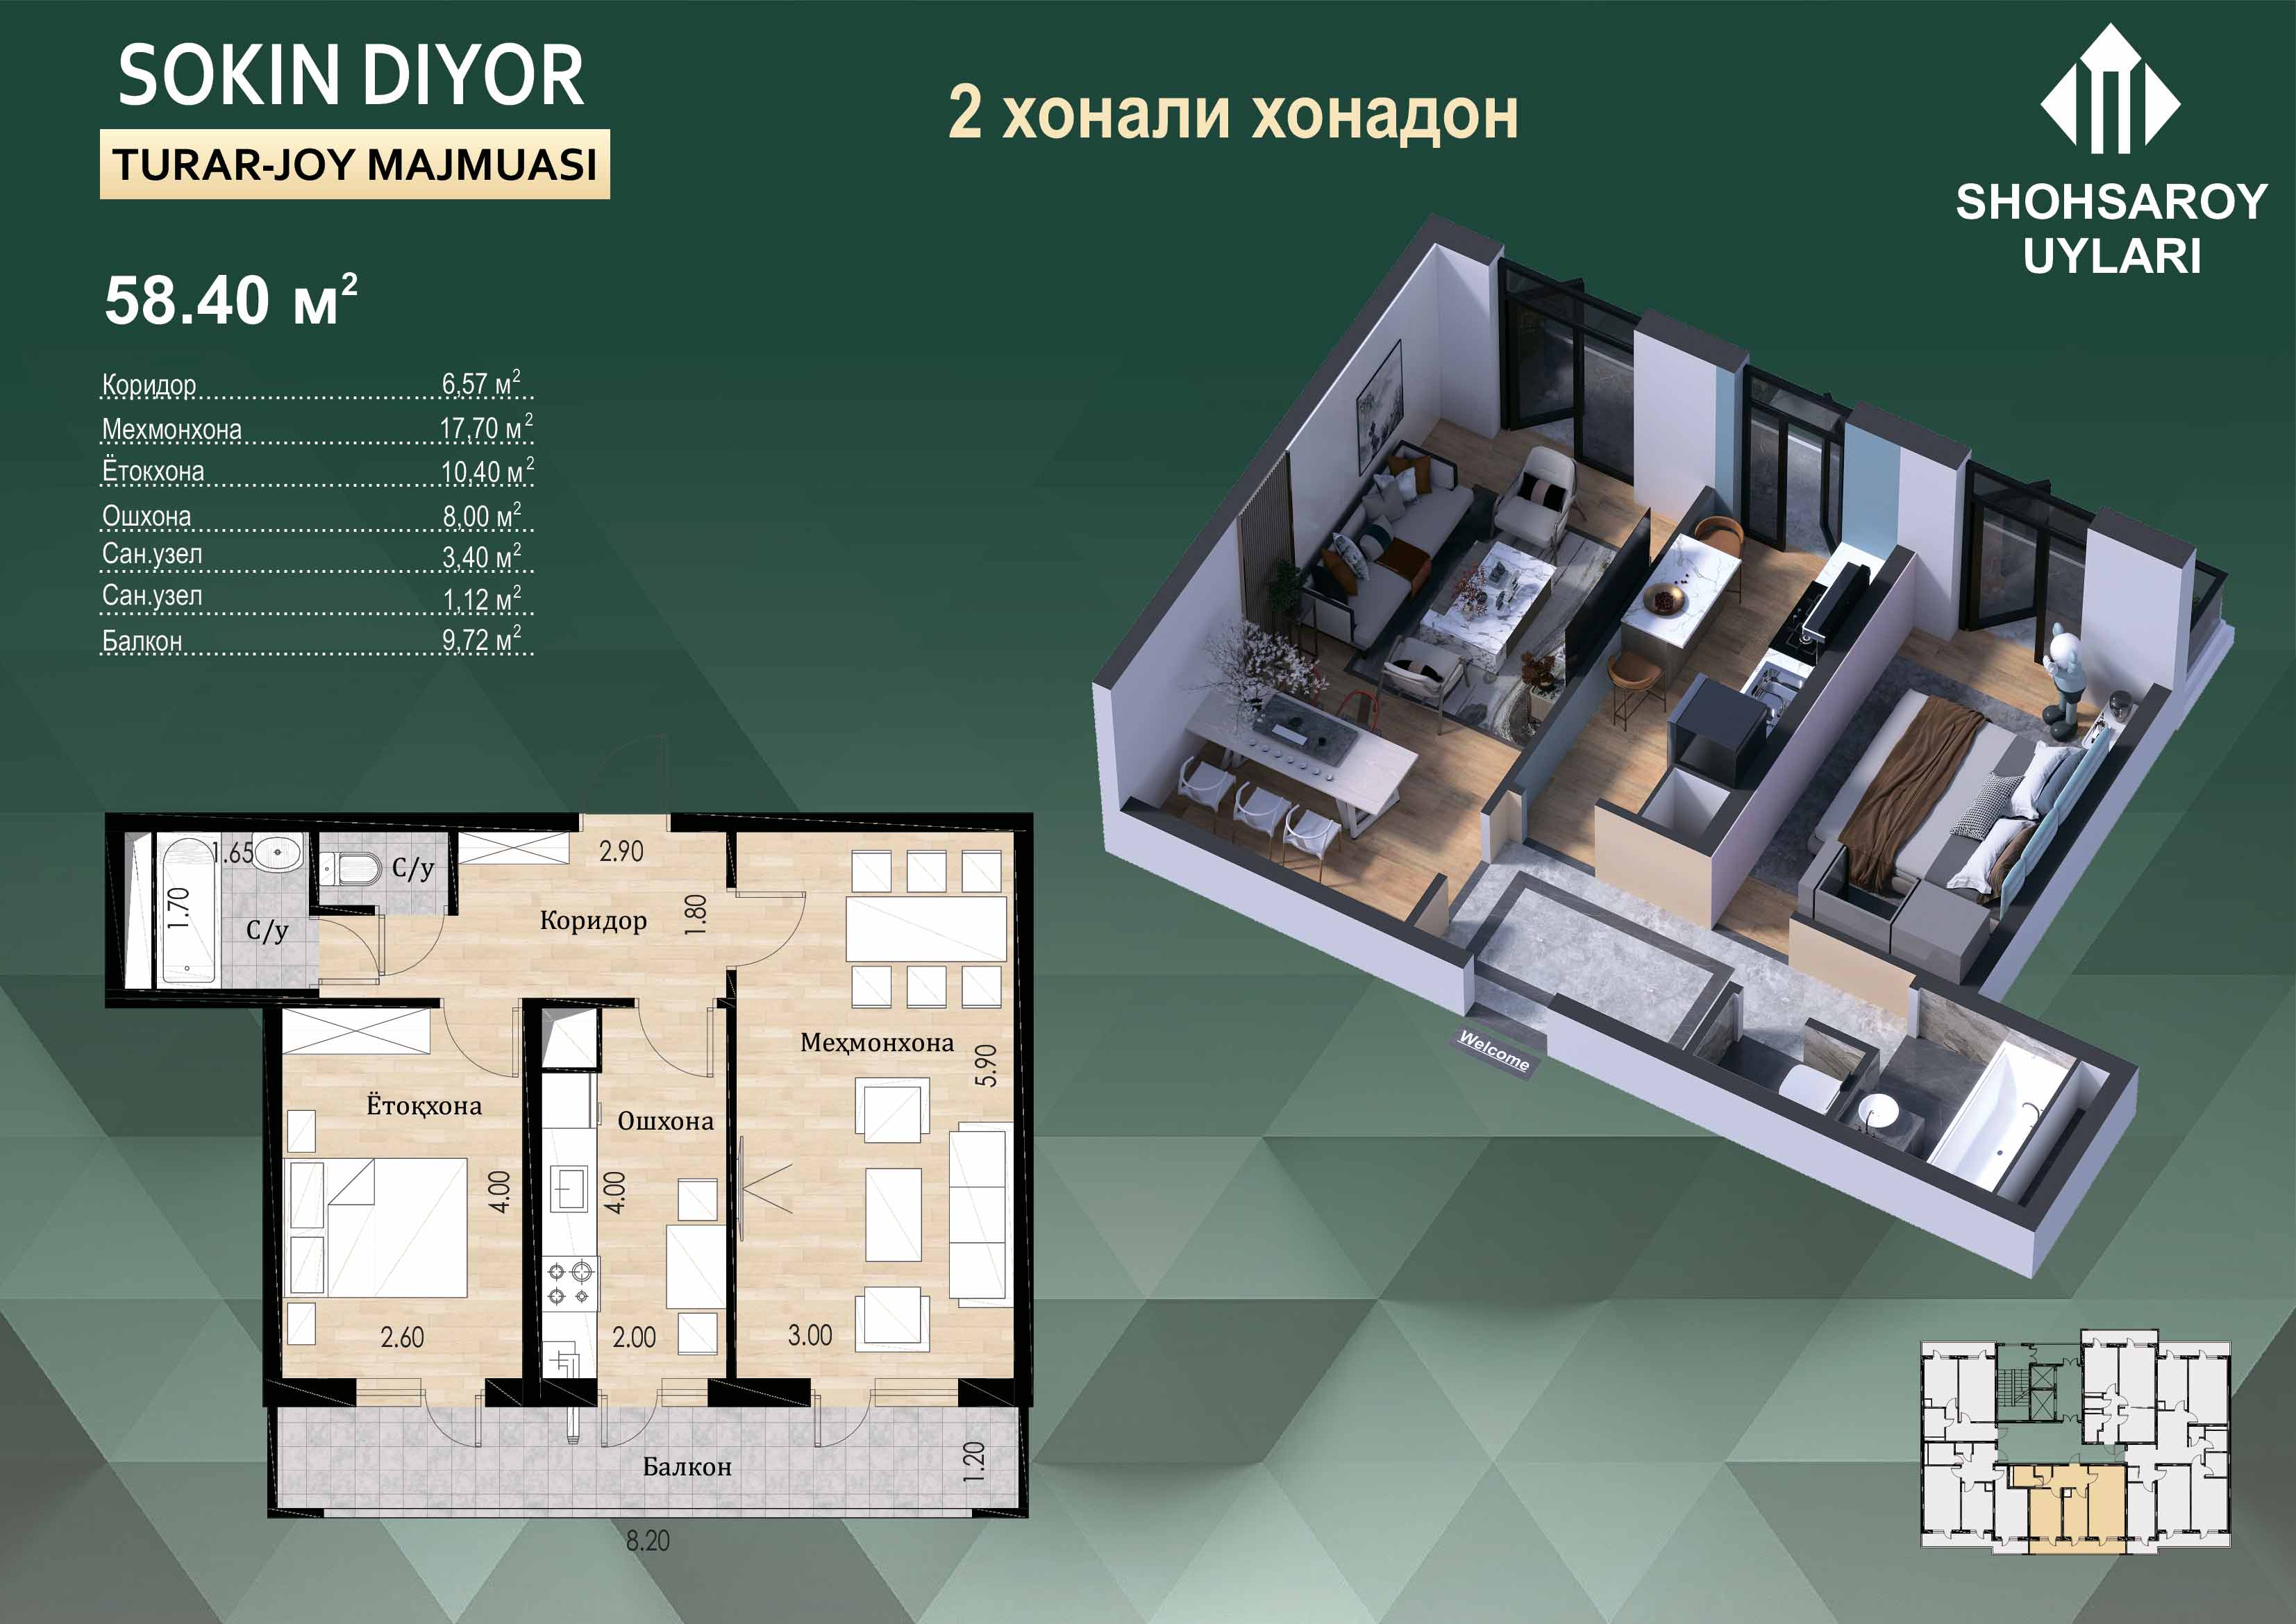 SOKIN DIYOR
TURAR-JOY MAJMUASI
2 хонали хонадон
SHOHSAROY
UYLARI
58.40 м²
Коридор 6,57 м²
Мехмонхона 17,70 м²
Ётокхона 10,40 м²
Ошхона 8,00 м²
Сан.узел 3,40 м²
Сан.узел 1,12 м²
Балкон 9,72 м²
1.65
С/у
2.90
1.70
С/у
Коридор
1.80
Меҳмонхона
5.90
Ётоқхона
Ошхона
4.00
4.00
2.60
2.00
3.00
Балкон
1.20
8.20
Welcome